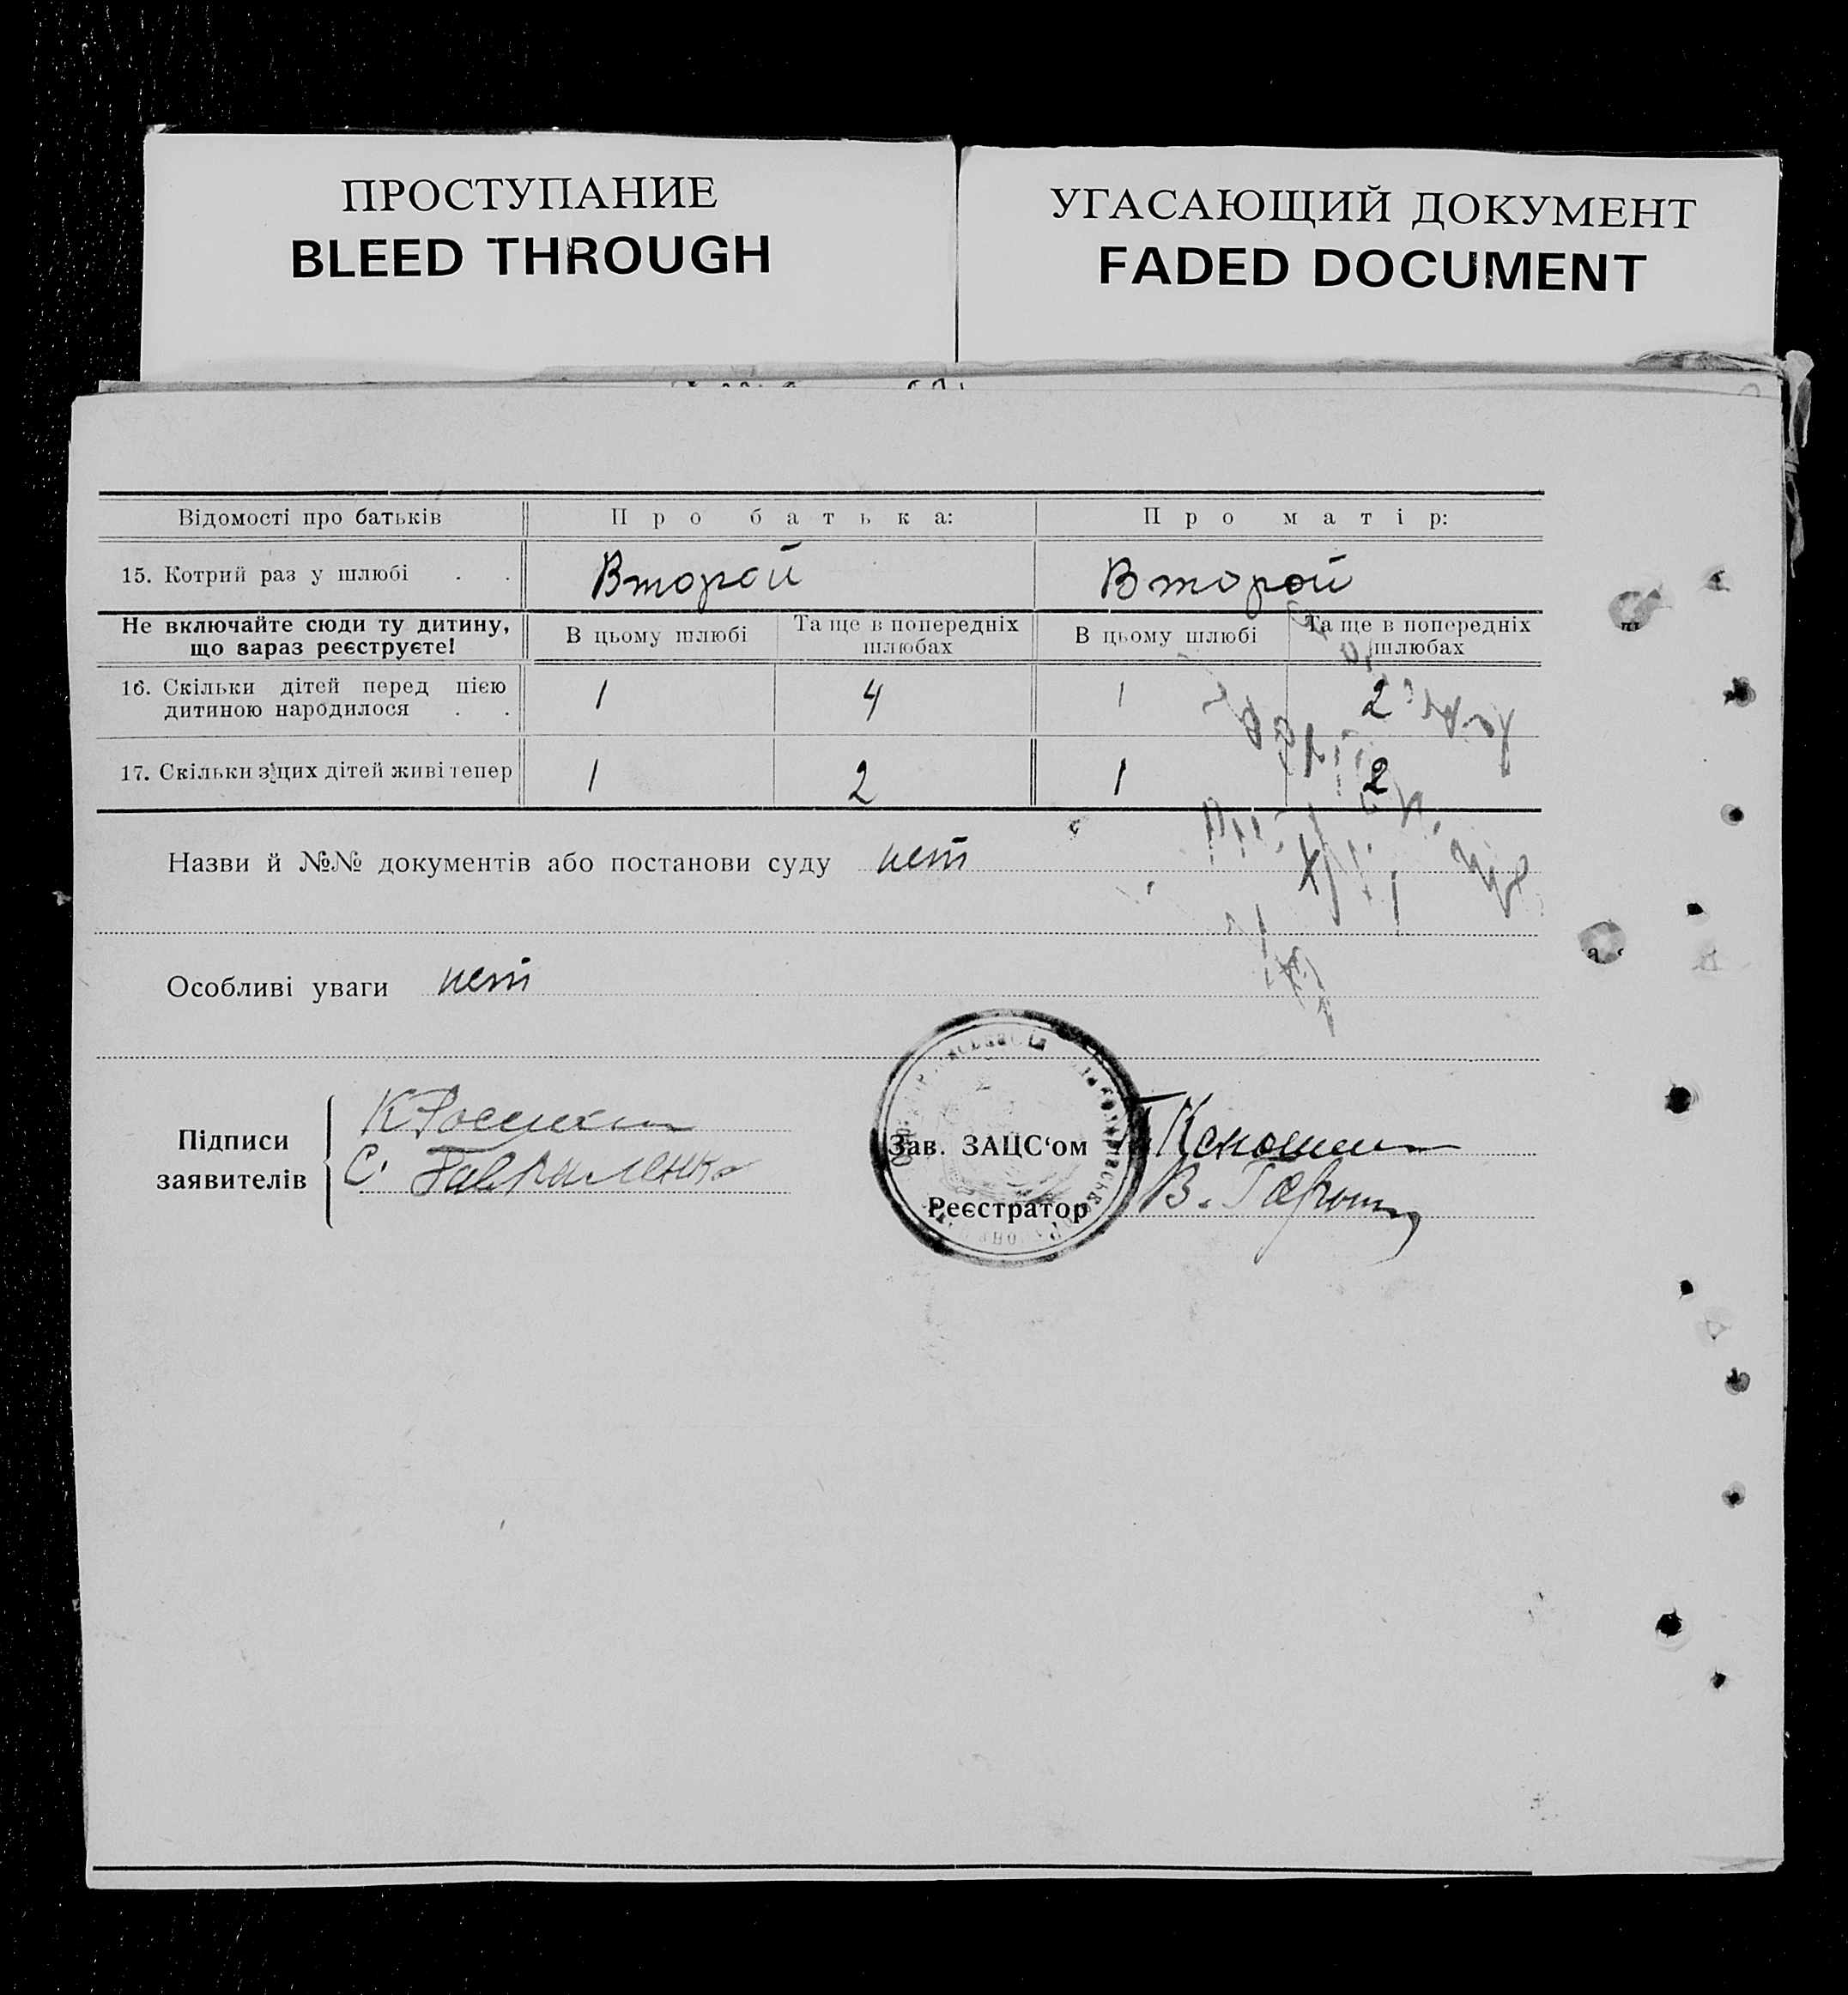 ПРОСТУПАНИЕ
BLEED THROUGH
УГАСАЮЩИЙ ДОКУМЕНТ
FADED DOCUMENT
Відомості про батьків Про батька: Про матір:
15. Котрий раз у шлюбі . . Второй Второй
Не включайте сюди ту дитину,
що зараз реєструєте!
В цьому шлюбі
Та ще в попередніх
шлюбах
В цьому шлюбі
Та ще в попередніх
шлюбах
16. Скільки дітей перед цією
дитиною народилося . .
1 4 1 2
17. Скільки з цих дітей живі тепер 1 2 1 2
Назви й №№ документів або постанови суду нет
Особливі уваги нет
Підписи
заявителів
С. Гавриленко
Зав. ЗАЦС‘ом
Реєстратор В.